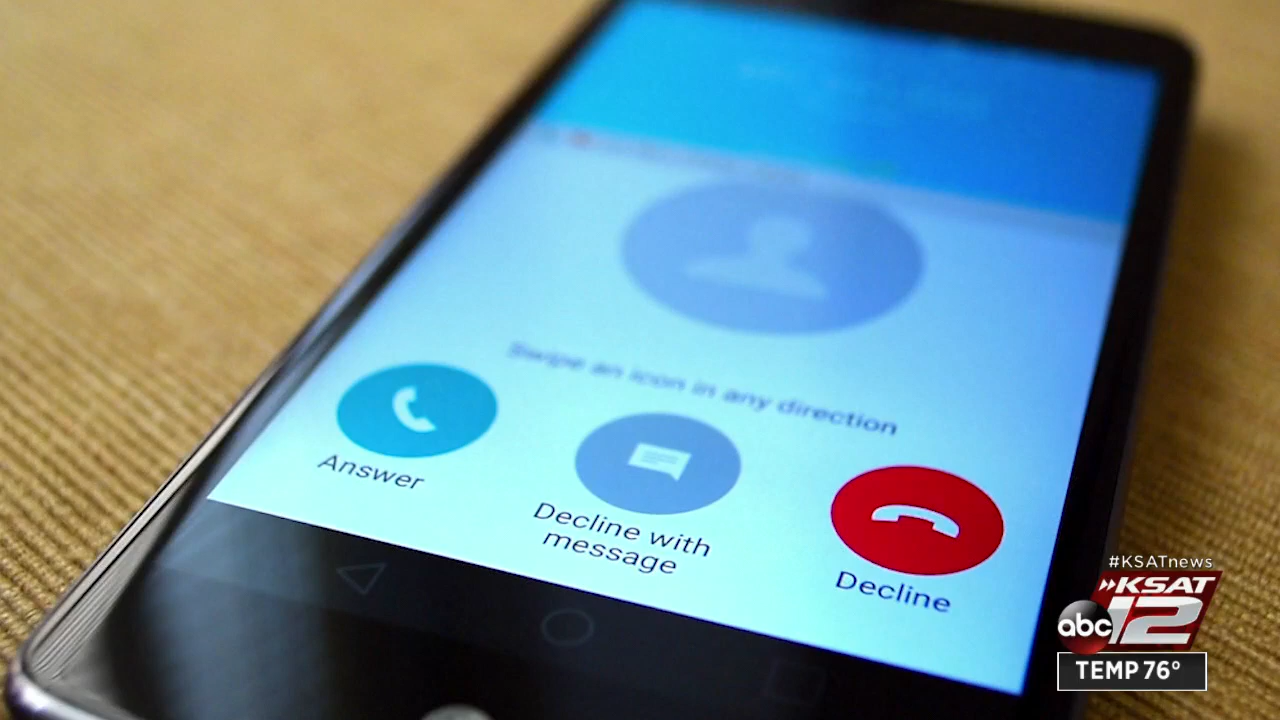 Swipe an icon in any direction
Answer
Decline with
message
Decline
#KSATnews
KSAT
abc 12
TEMP 76°